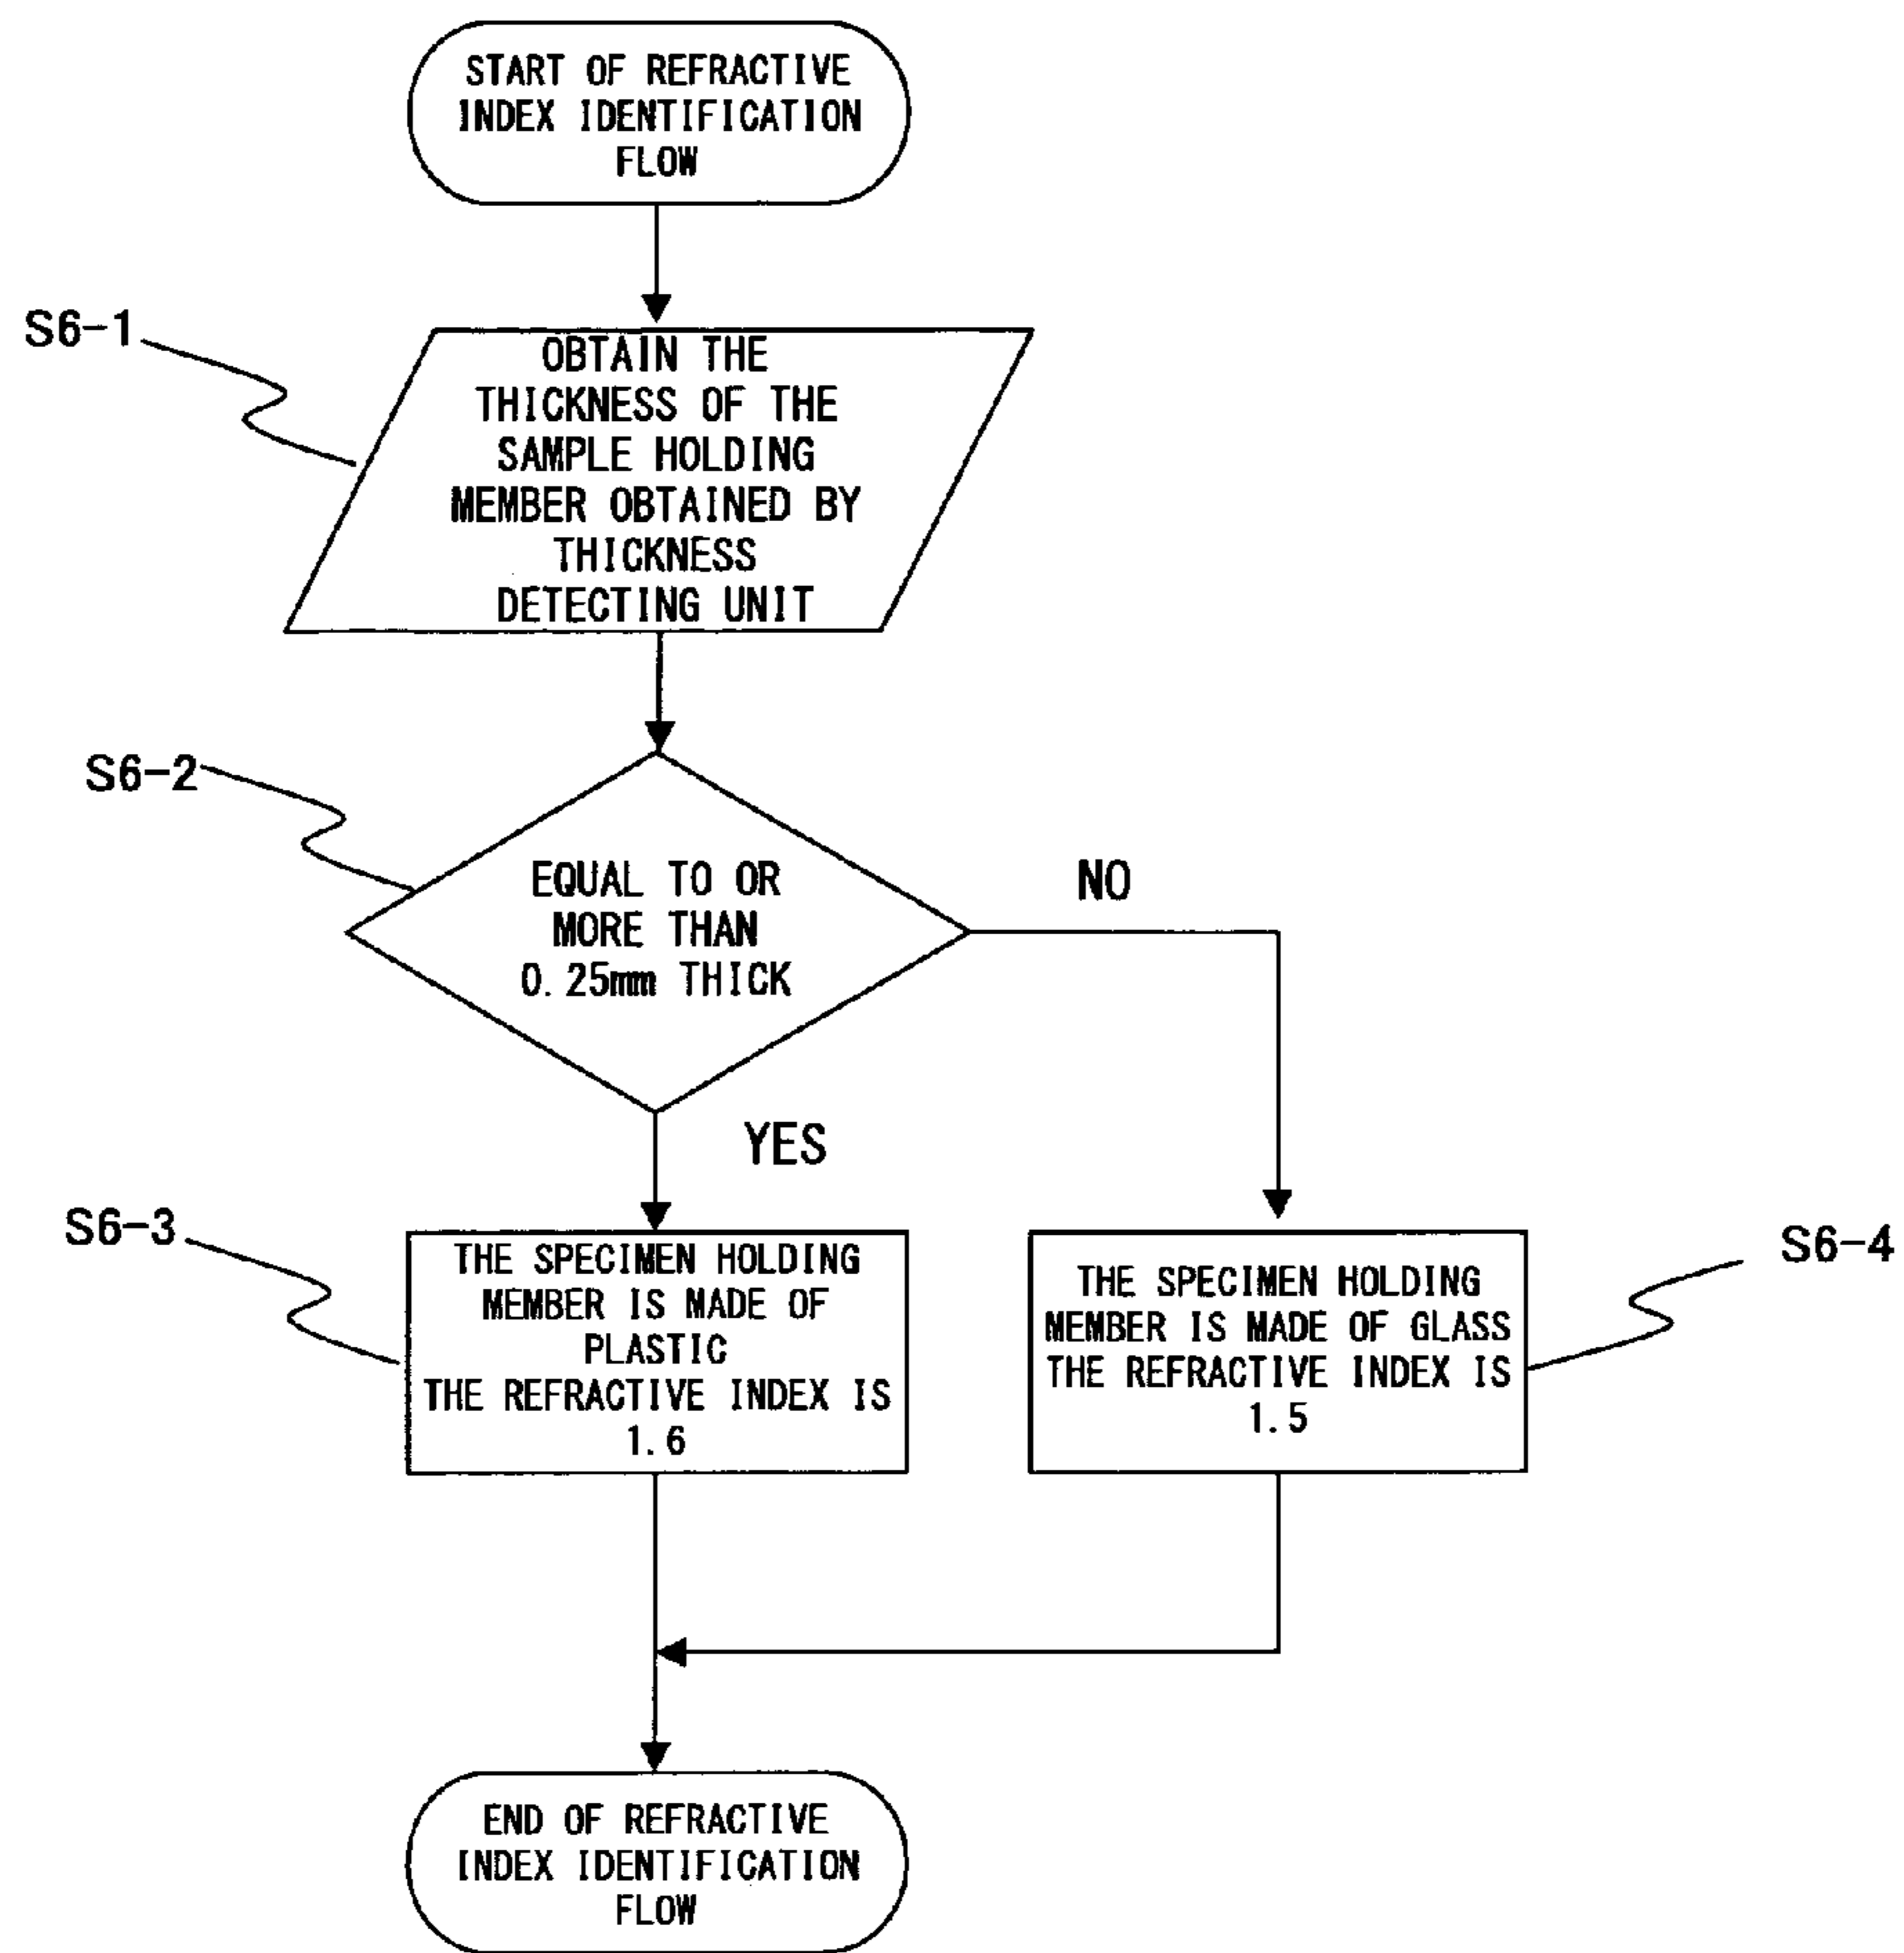 START OF REFRACTIVE
INDEX IDENTIFICATION
FLOW
S6-1
OBTAIN THE
THICKNESS OF THE
SAMPLE HOLDING
MEMBER OBTAINED BY
THICKNESS
DETECTING UNIT
S6-2
EQUAL TO OR
MORE THAN
0.25mm THICK
NO
YES
S6-3
THE SPECIMEN HOLDING
MEMBER IS MADE OF
PLASTIC
THE REFRACTIVE INDEX IS
1.6
THE SPECIMEN HOLDING
MEMBER IS MADE OF GLASS
THE REFRACTIVE INDEX IS
1.5
S6-4
END OF REFRACTIVE
INDEX IDENTIFICATION
FLOW